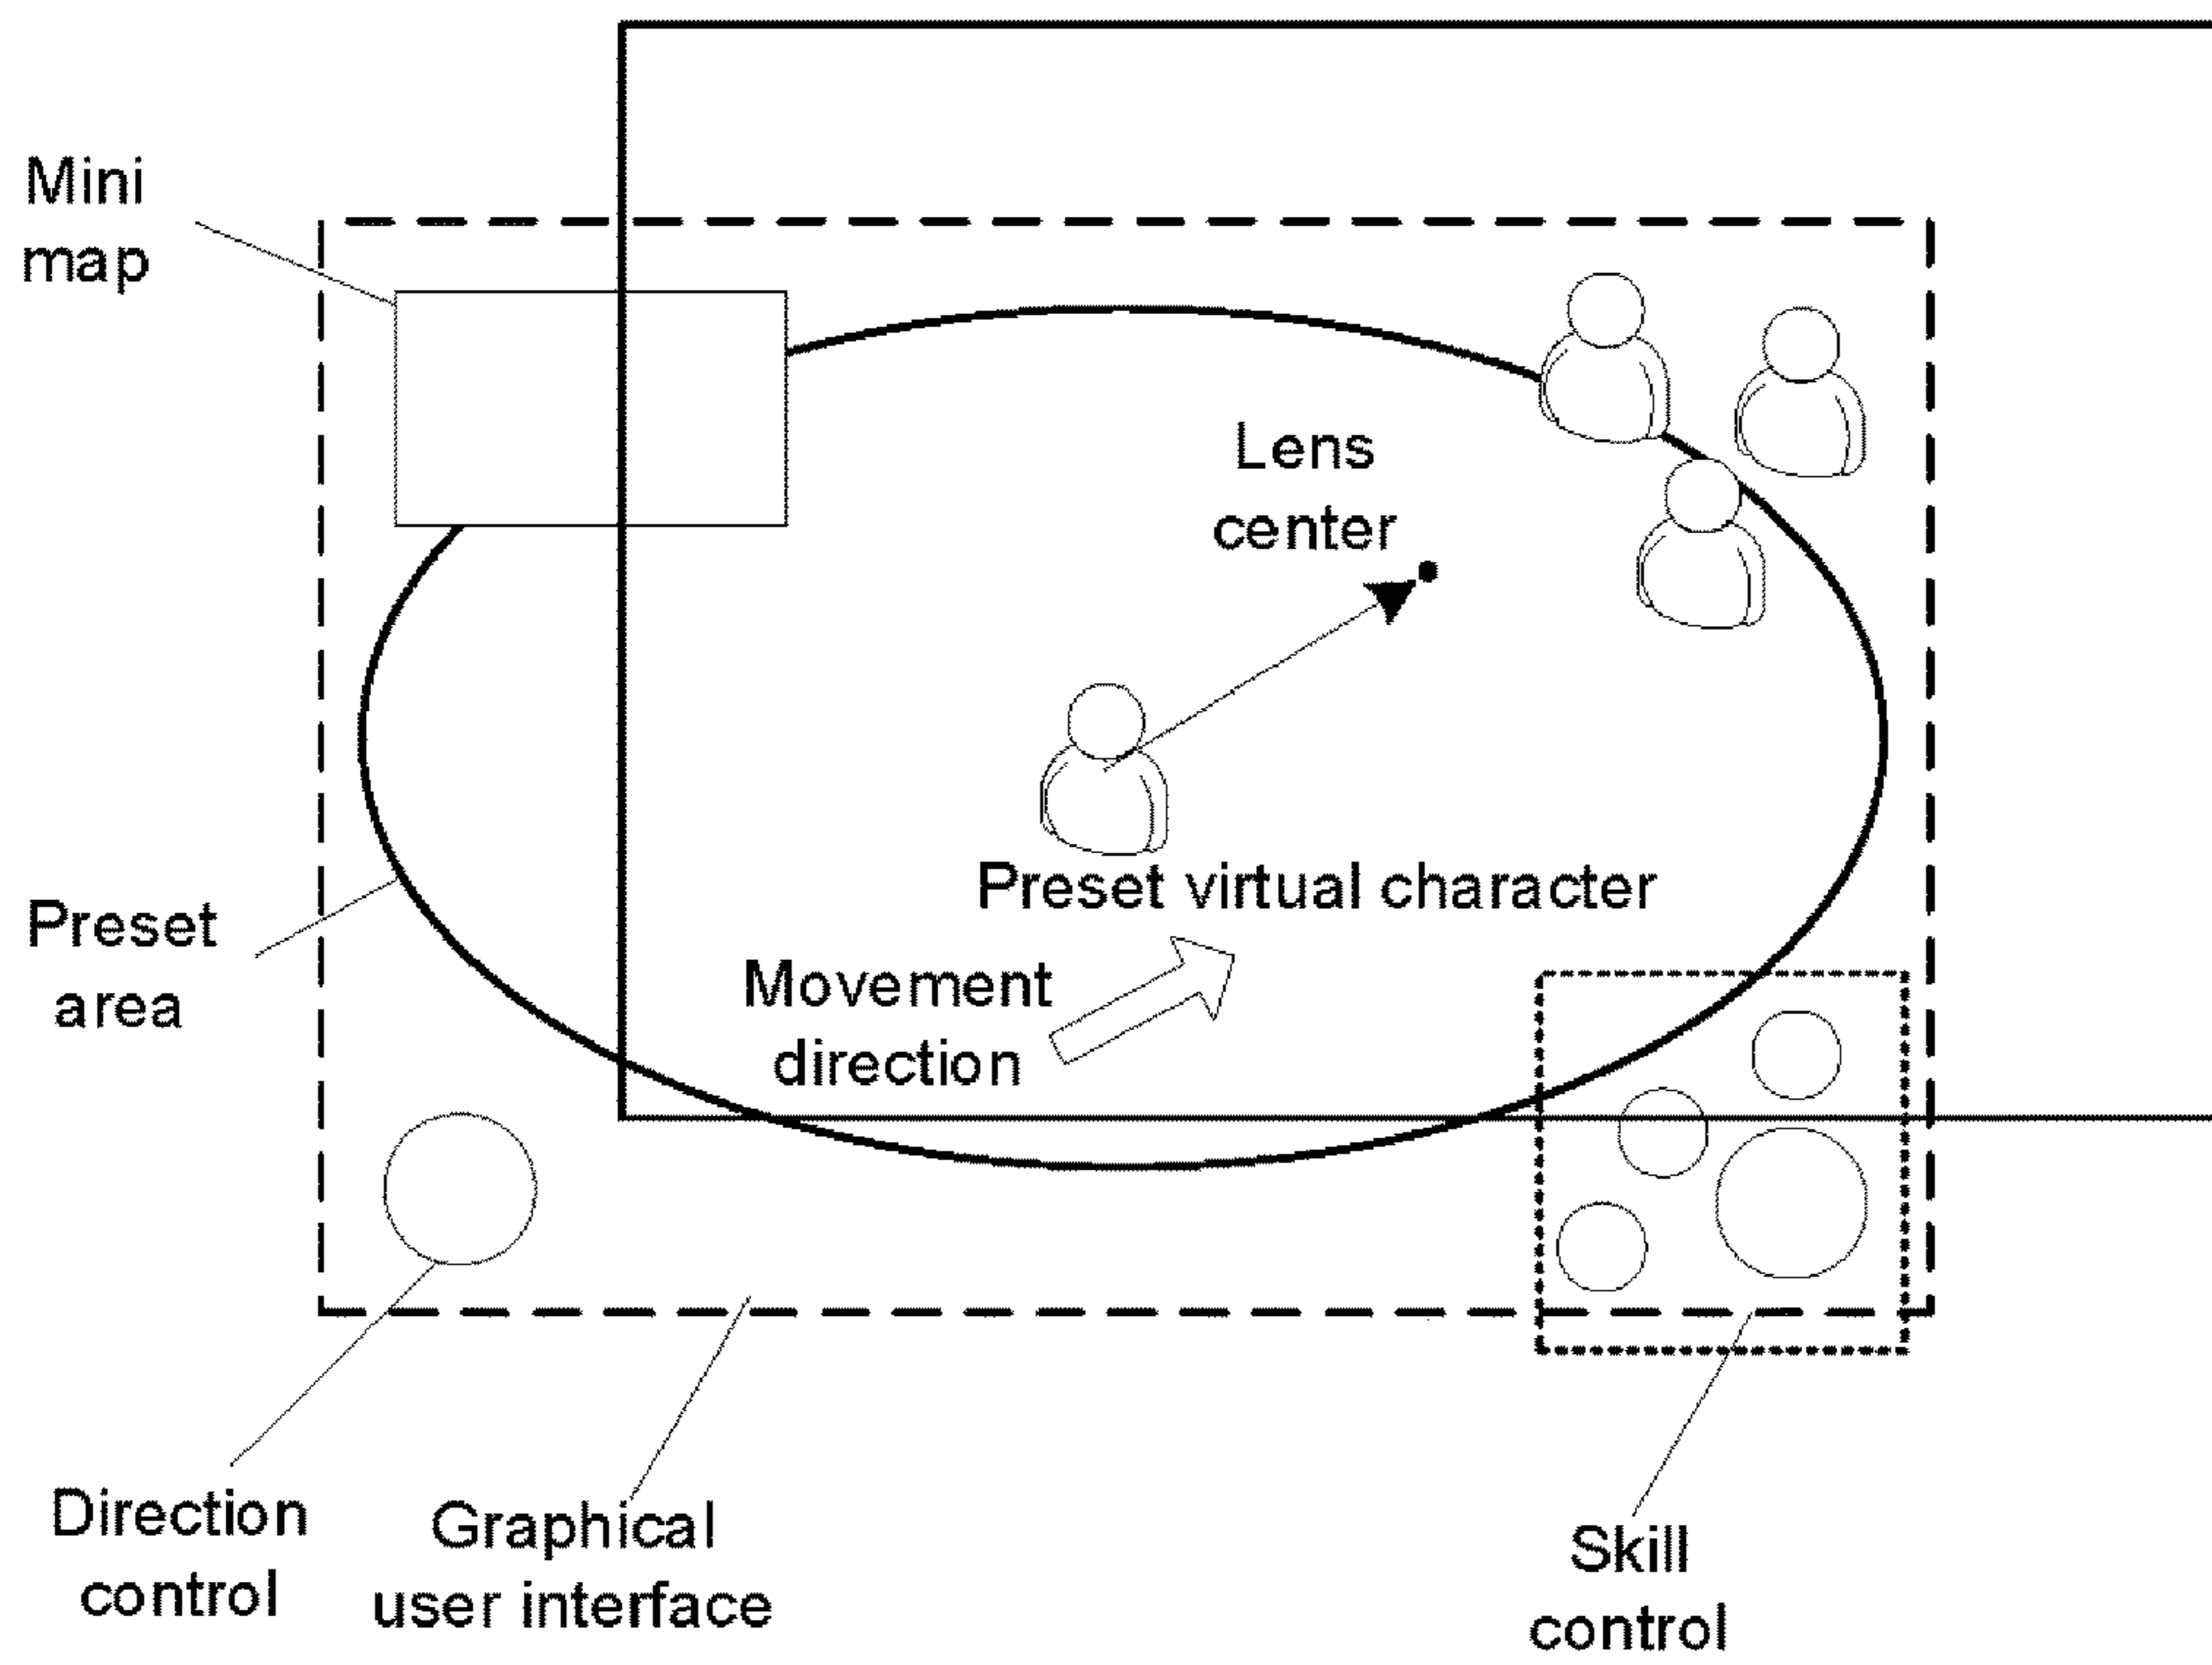 Mini
map
Lens
center
Preset virtual character
Preset
area
Movement
direction
Direction
control
Graphical
user interface
Skill
control